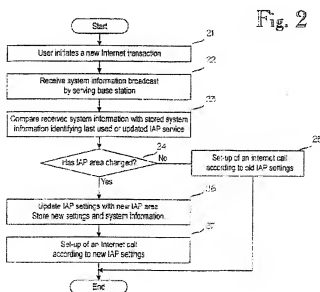 Fig. 2
Start
21
User initiates a new Internet transaction
22
Receive system information broadcast
by serving base station
23
Compare received system information with stored system
information identifying last used or updated IAP service
24
Has IAP area changed?
No
25
Set-up of an Internet call
according to old IAP settings
Yes
26
Update IAP settings with new IAP area
Store new settings and system information
27
Set-up of an Internet call
according to new IAP settings
End